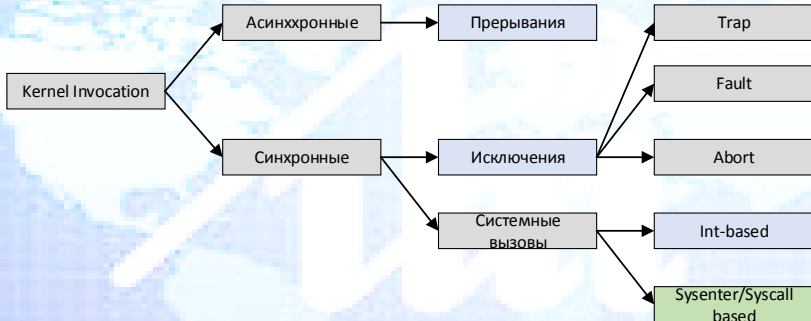 Асинххронные
Прерывания
Trap
Kernel Invocation
Fault
Синхронные
Исключения
Abort
Системные
вызовы
Int-based
Sysenter/Syscall
based